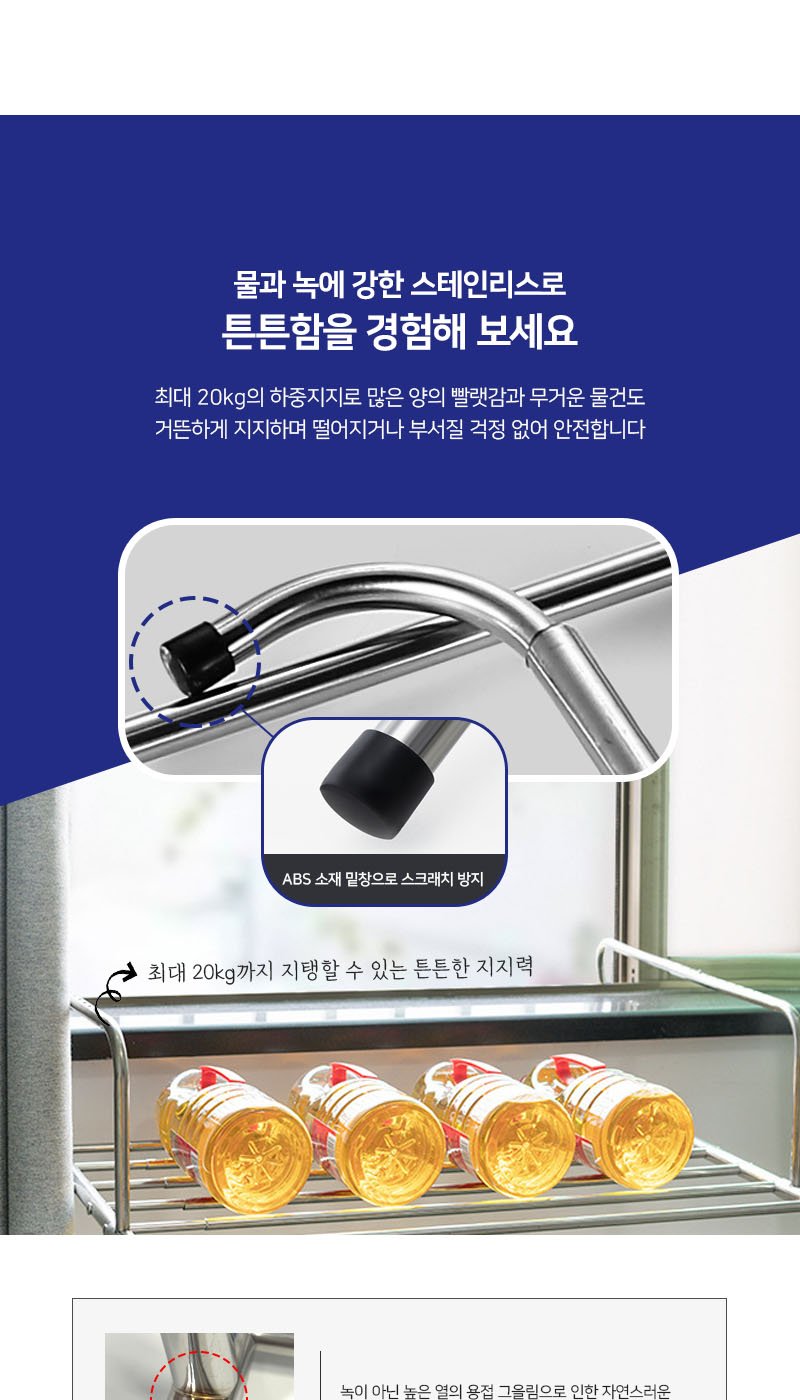 물과 녹에 강한 스테인리스로
튼튼함을 경험해 보세요
최대 20kg의 하중지지로 많은 양의 빨랫감과 무거운 물건도
거뜬하게 지지하며 떨어지거나 부서질 걱정 없어 안전합니다
ABS 소재 밑창으로 스크래치 방지
최대 20kg까지 지탱할 수 있는 튼튼한 지지력
녹이 아닌 높은 열의 용접 그을림으로 인한 자연스러운